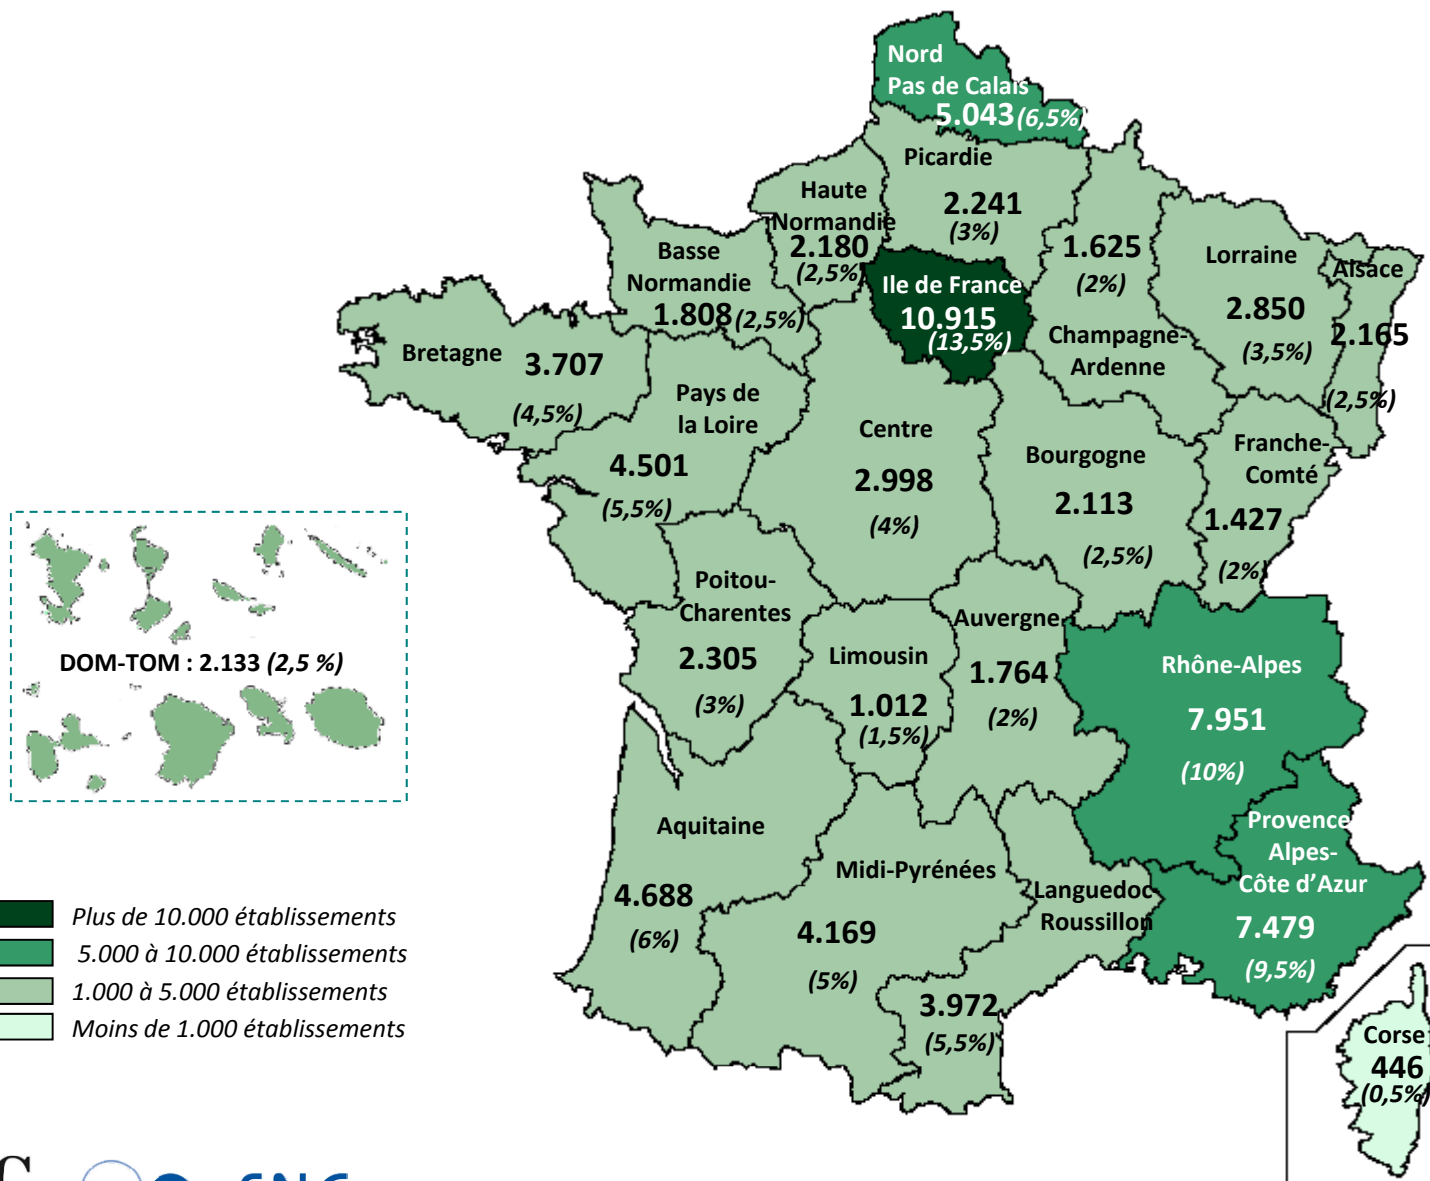 Nord
Pas de Calais
5.043 (6,5%)
Picardie
2.241
(3%)
Haute
Normandie
2.180
(2,5%)
Basse
Normandie
1.808 (2,5%)
Ile de France
10.915
(13,5%)
1.625
(2%)
Champagne-
Ardenne
Lorraine
2.850
(3,5%)
Alsace
2.165
(2,5%)
Bretagne 3.707
(4,5%)
Pays de
la Loire
4.501
(5,5%)
Centre
2.998
(4%)
Bourgogne
2.113
(2,5%)
Franche-
Comté
1.427
(2%)
Poitou-
Charentes
2.305
(3%)
Limousin
1.012
(1,5%)
Auvergne
1.764
(2%)
Rhône-Alpes
7.951
(10%)
DOM-TOM : 2.133 (2,5 %)
Aquitaine
4.688
(6%)
Midi-Pyrénées
4.169
(5%)
Languedoc
Roussillon
3.972
(5,5%)
Provence
Alpes-
Côte d’Azur
7.479
(9,5%)
Corse
446
(0,5%)
Plus de 10.000 établissements
5.000 à 10.000 établissements
1.000 à 5.000 établissements
Moins de 1.000 établissements